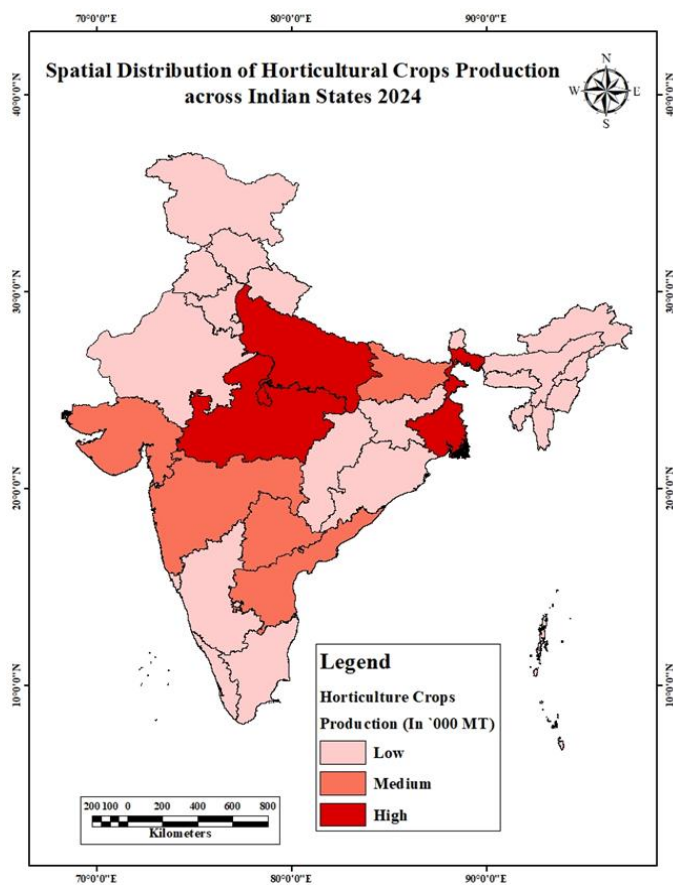 70°0'0"E 80°0'0"E 90°0'0"E
Spatial Distribution of Horticultural Crops Production
across Indian States 2024
N
W E
S
40°0'0"N 40°0'0"N
30°0'0"N 30°0'0"N
20°0'0"N 20°0'0"N
10°0'0"N 10°0'0"N
Legend
Horticulture Crops
Production (In `000 MT)
Low
Medium
High
200 100 0 200 400 600 800
Kilometers
70°0'0"E 80°0'0"E 90°0'0"E